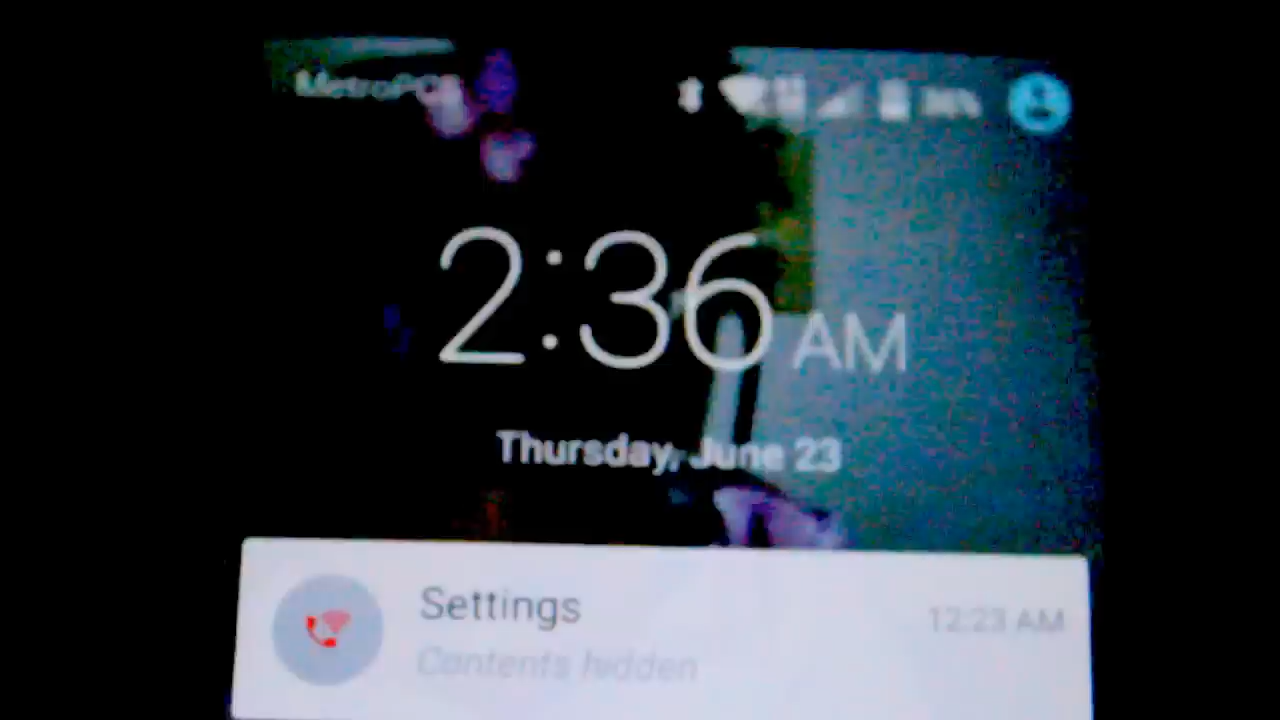 MetroPCS
2:36 AM
Thursday, June 23
Settings
12:23 AM
Contents hidden